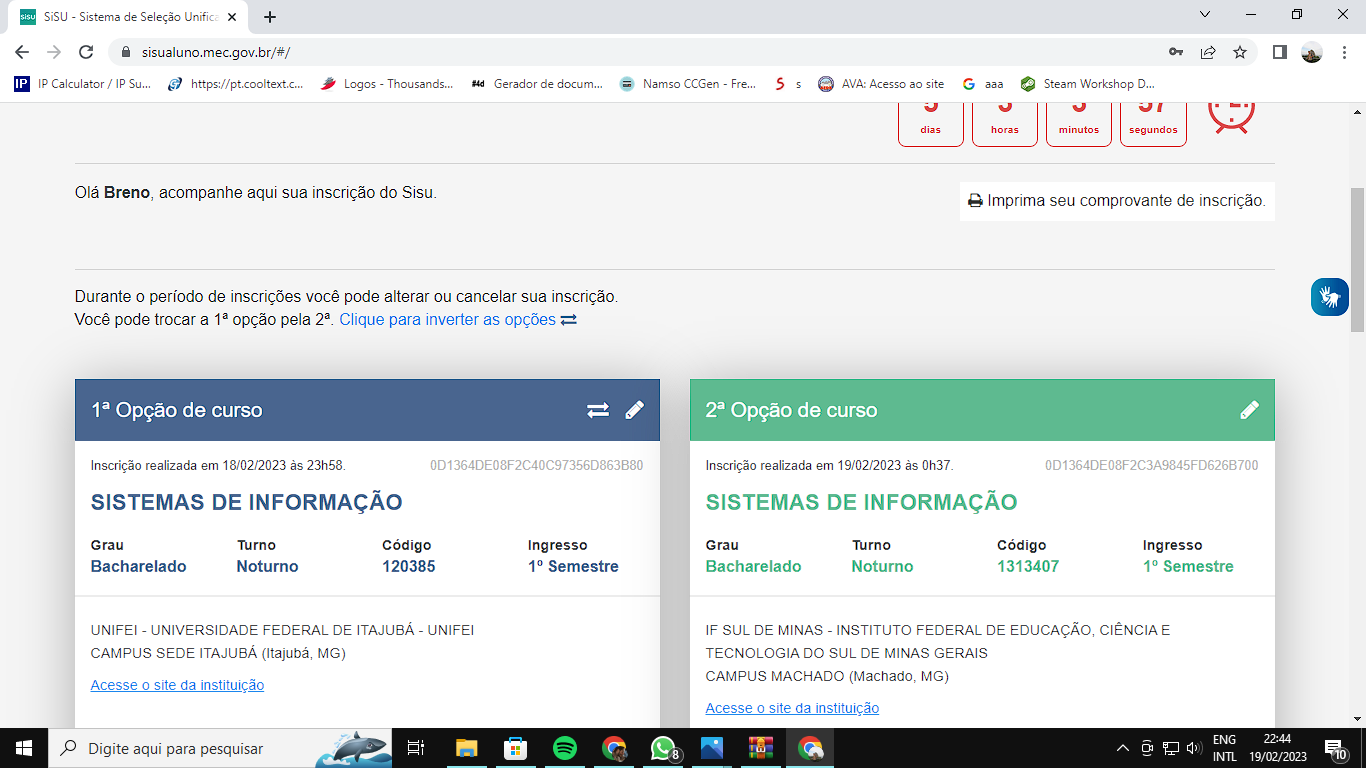 SiSU - Sistema de Seleção Unifica
sisualuno.mec.gov.br/#/
IP Calculator / IP Su...
https://pt.cooltext.c...
Logos - Thousands...
Gerador de docum...
Namso CCGen - Fre...
s
AVA: Acesso ao site
aaa
Steam Workshop D...
dias horas minutos segundos
Olá Breno, acompanhe aqui sua inscrição do Sisu.
Imprima seu comprovante de inscrição.
Durante o período de inscrições você pode alterar ou cancelar sua inscrição.
Você pode trocar a 1ª opção pela 2ª. Clique para inverter as opções
1ª Opção de curso
Inscrição realizada em 18/02/2023 às 23h58. 0D1364DE08F2C40C97356D863B80
SISTEMAS DE INFORMAÇÃO
Grau Turno Código Ingresso
Bacharelado Noturno 120385 1º Semestre
UNIFEI - UNIVERSIDADE FEDERAL DE ITAJUBÁ - UNIFEI
CAMPUS SEDE ITAJUBÁ (Itajubá, MG)
Acesse o site da instituição
2ª Opção de curso
Inscrição realizada em 19/02/2023 às 0h37. 0D1364DE08F2C3A9845FD626B700
SISTEMAS DE INFORMAÇÃO
Grau Turno Código Ingresso
Bacharelado Noturno 1313407 1º Semestre
IF SUL DE MINAS - INSTITUTO FEDERAL DE EDUCAÇÃO, CIÊNCIA E
TECNOLOGIA DO SUL DE MINAS GERAIS
CAMPUS MACHADO (Machado, MG)
Acesse o site da instituição
Digite aqui para pesquisar
8
ENG
INTL
22:44
19/02/2023
10